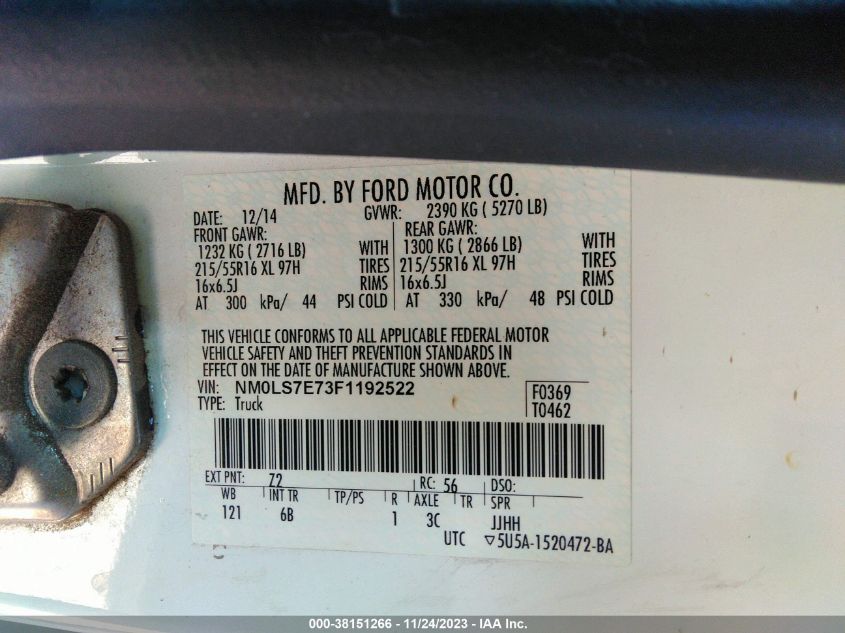 MFD. BY FORD MOTOR CO.
DATE: 12/14 GVWR: 2390 KG ( 5270 LB)
FRONT GAWR: REAR GAWR:
1232 KG ( 2716 LB) WITH 1300 KG ( 2866 LB) WITH
215/55R16 XL 97H TIRES 215/55R16 XL 97H TIRES
16x6.5J RIMS 16x6.5J RIMS
AT 300 kPa/ 44 PSI COLD AT 330 kPa/ 48 PSI COLD
THIS VEHICLE CONFORMS TO ALL APPLICABLE FEDERAL MOTOR
VEHICLE SAFETY AND THEFT PREVENTION STANDARDS IN
EFFECT ON THE DATE OF MANUFACTURE SHOWN ABOVE.
VIN: NM0LS7E73F1192522 F0369
TYPE: Truck T0462
EXT PNT: Z2 RC: 56 DSO:
WB INT TR TP/PS R AXLE TR SPR
121 6B 1 3C JJHH
UTC ▽5U5A-1520472-BA
000-38151266 - 11/24/2023 - IAA Inc.